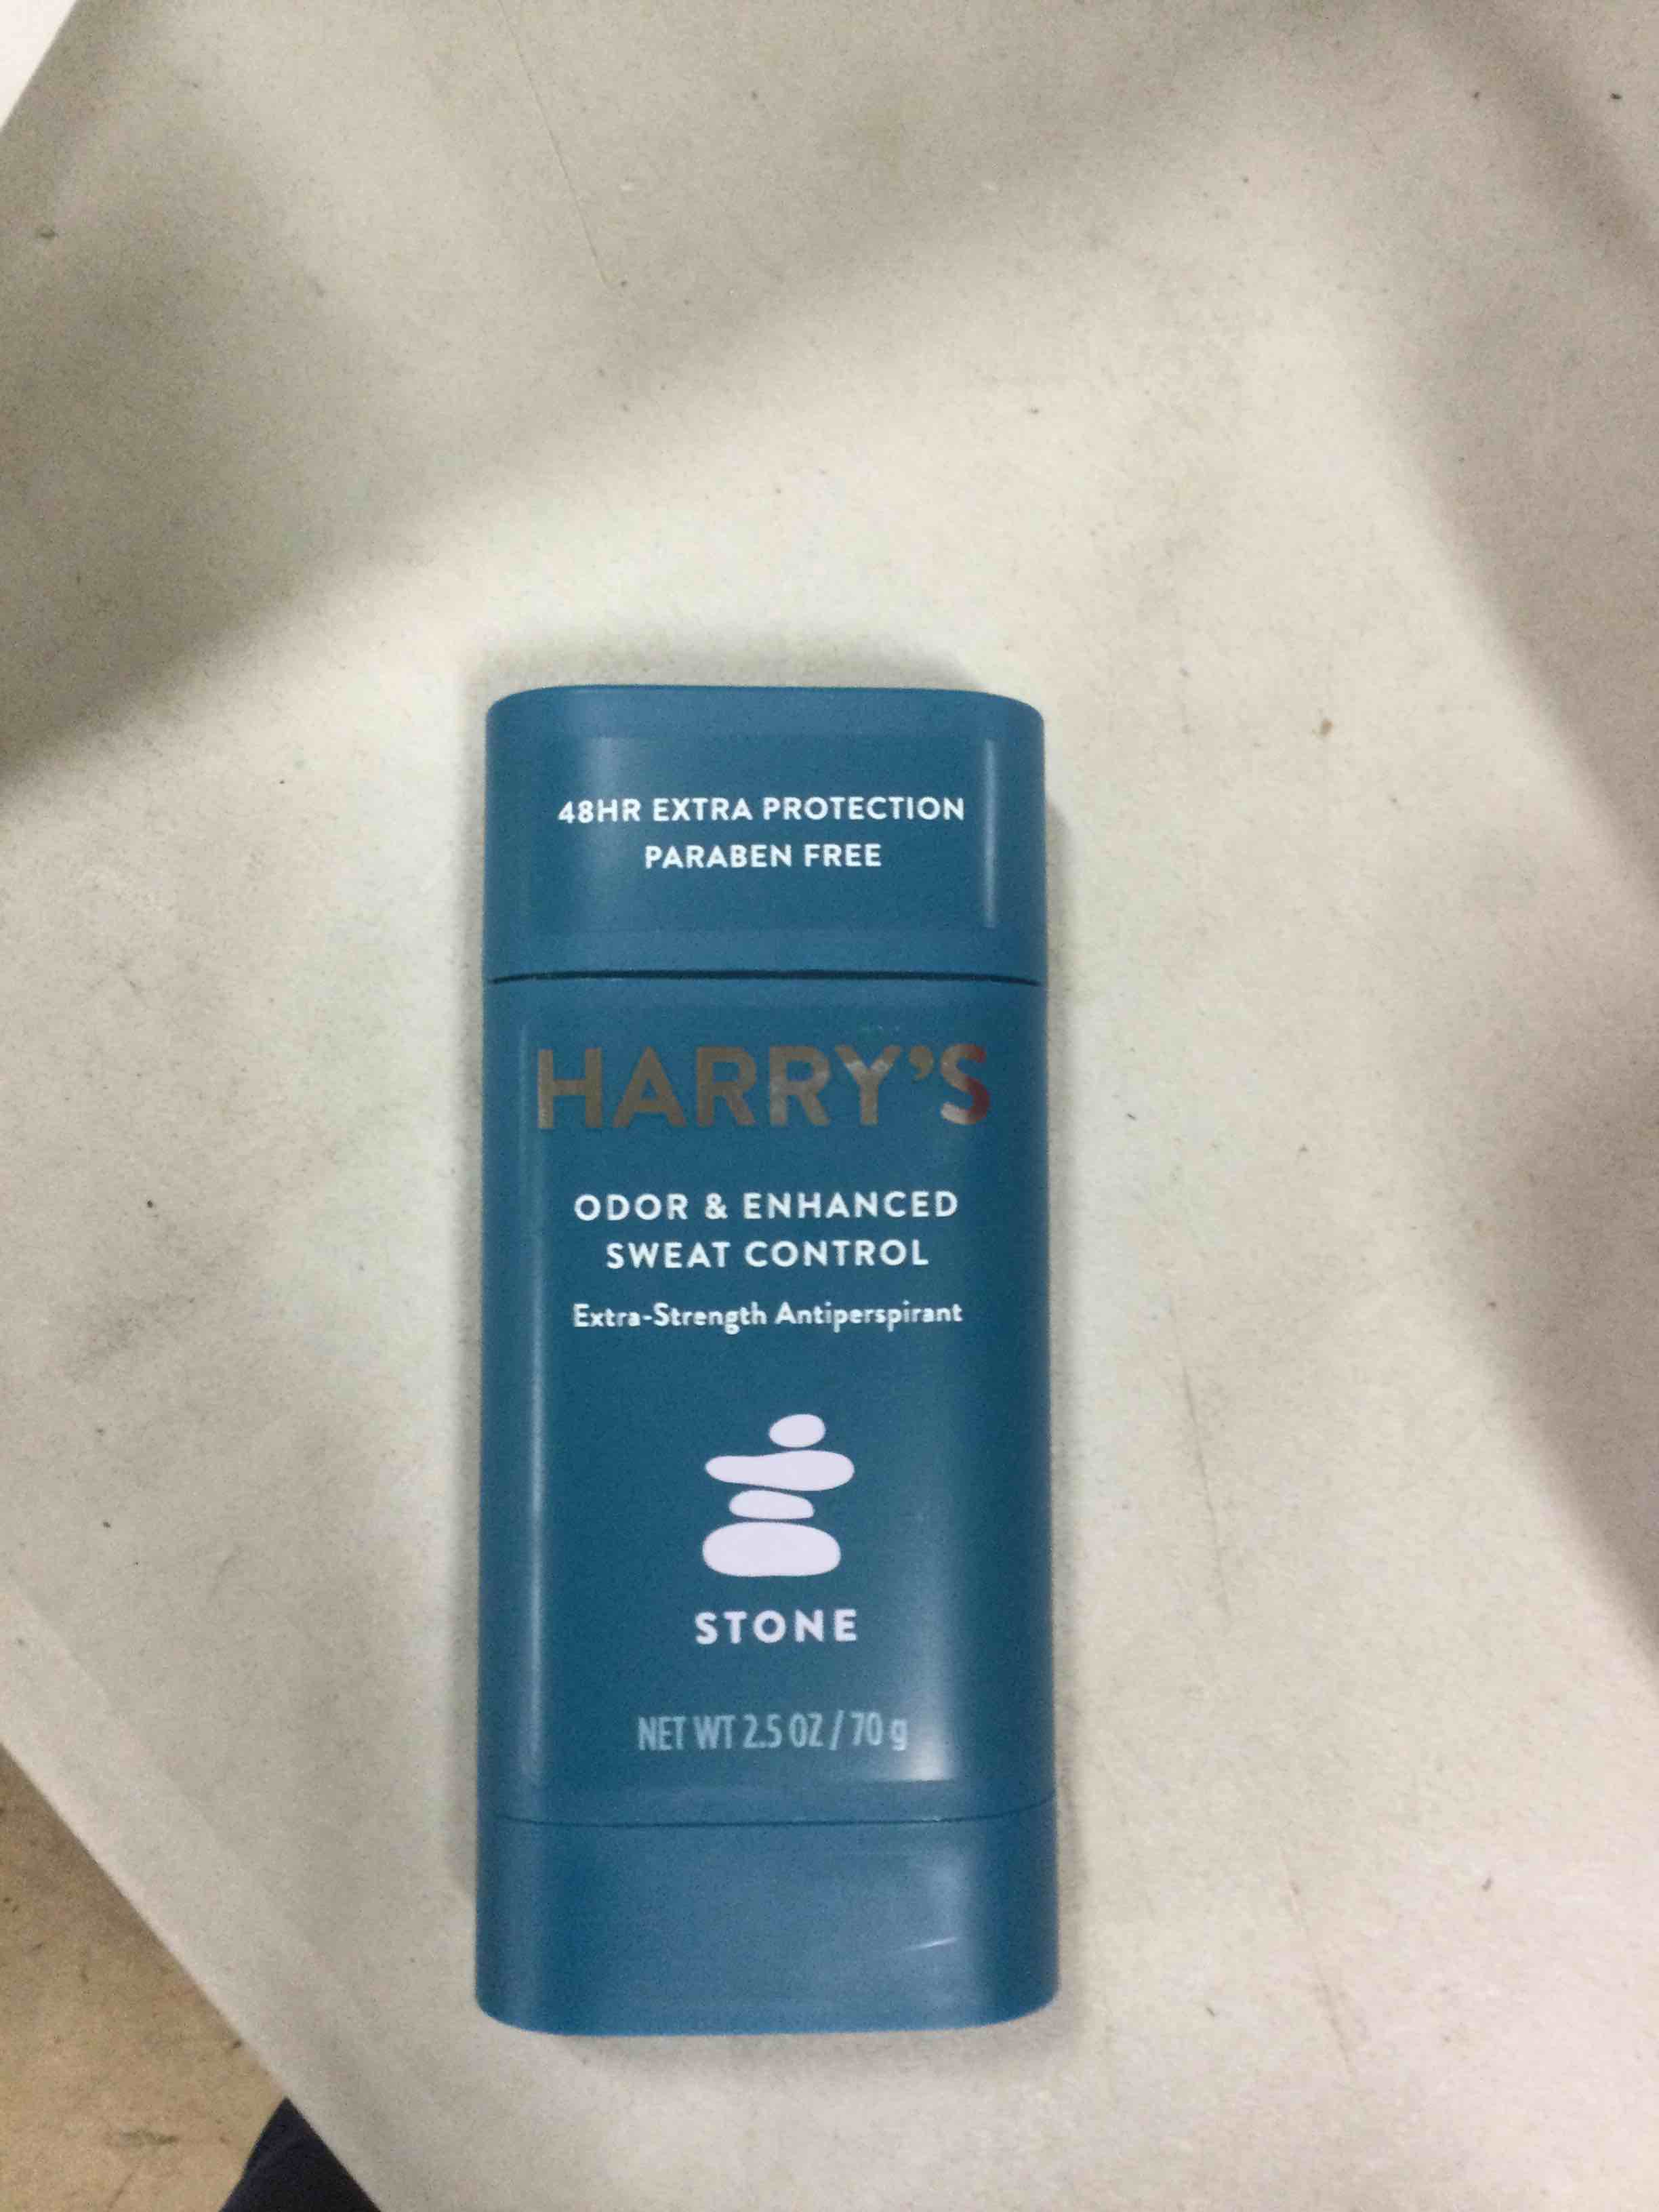 48HR EXTRA PROTECTION
PARABEN FREE
HARRY'S
ODOR & ENHANCED
SWEAT CONTROL
Extra-Strength Antiperspirant
STONE
NET WT 2.5 OZ / 70 g